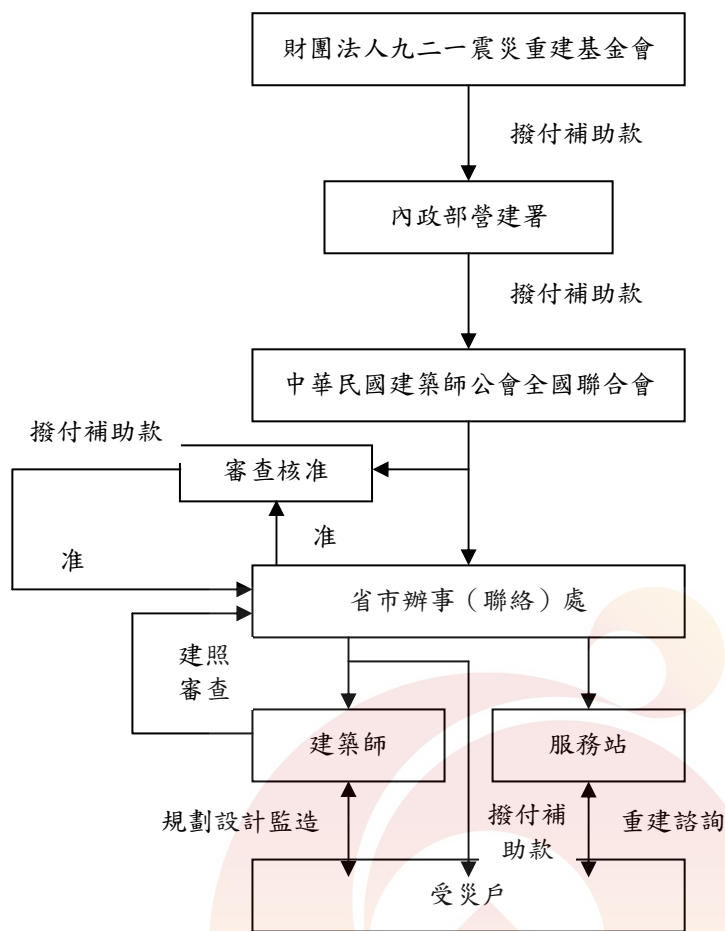 財團法人九二一震災重建基金會
撥付補助款
內政部營建署
撥付補助款
中華民國建築師公會全國聯合會
撥付補助款
審查核准
准
准
省市辦事（聯絡）處
建照
審查
建築師
服務站
規劃設計監造
撥付補
助款
重建諮詢
受災戶